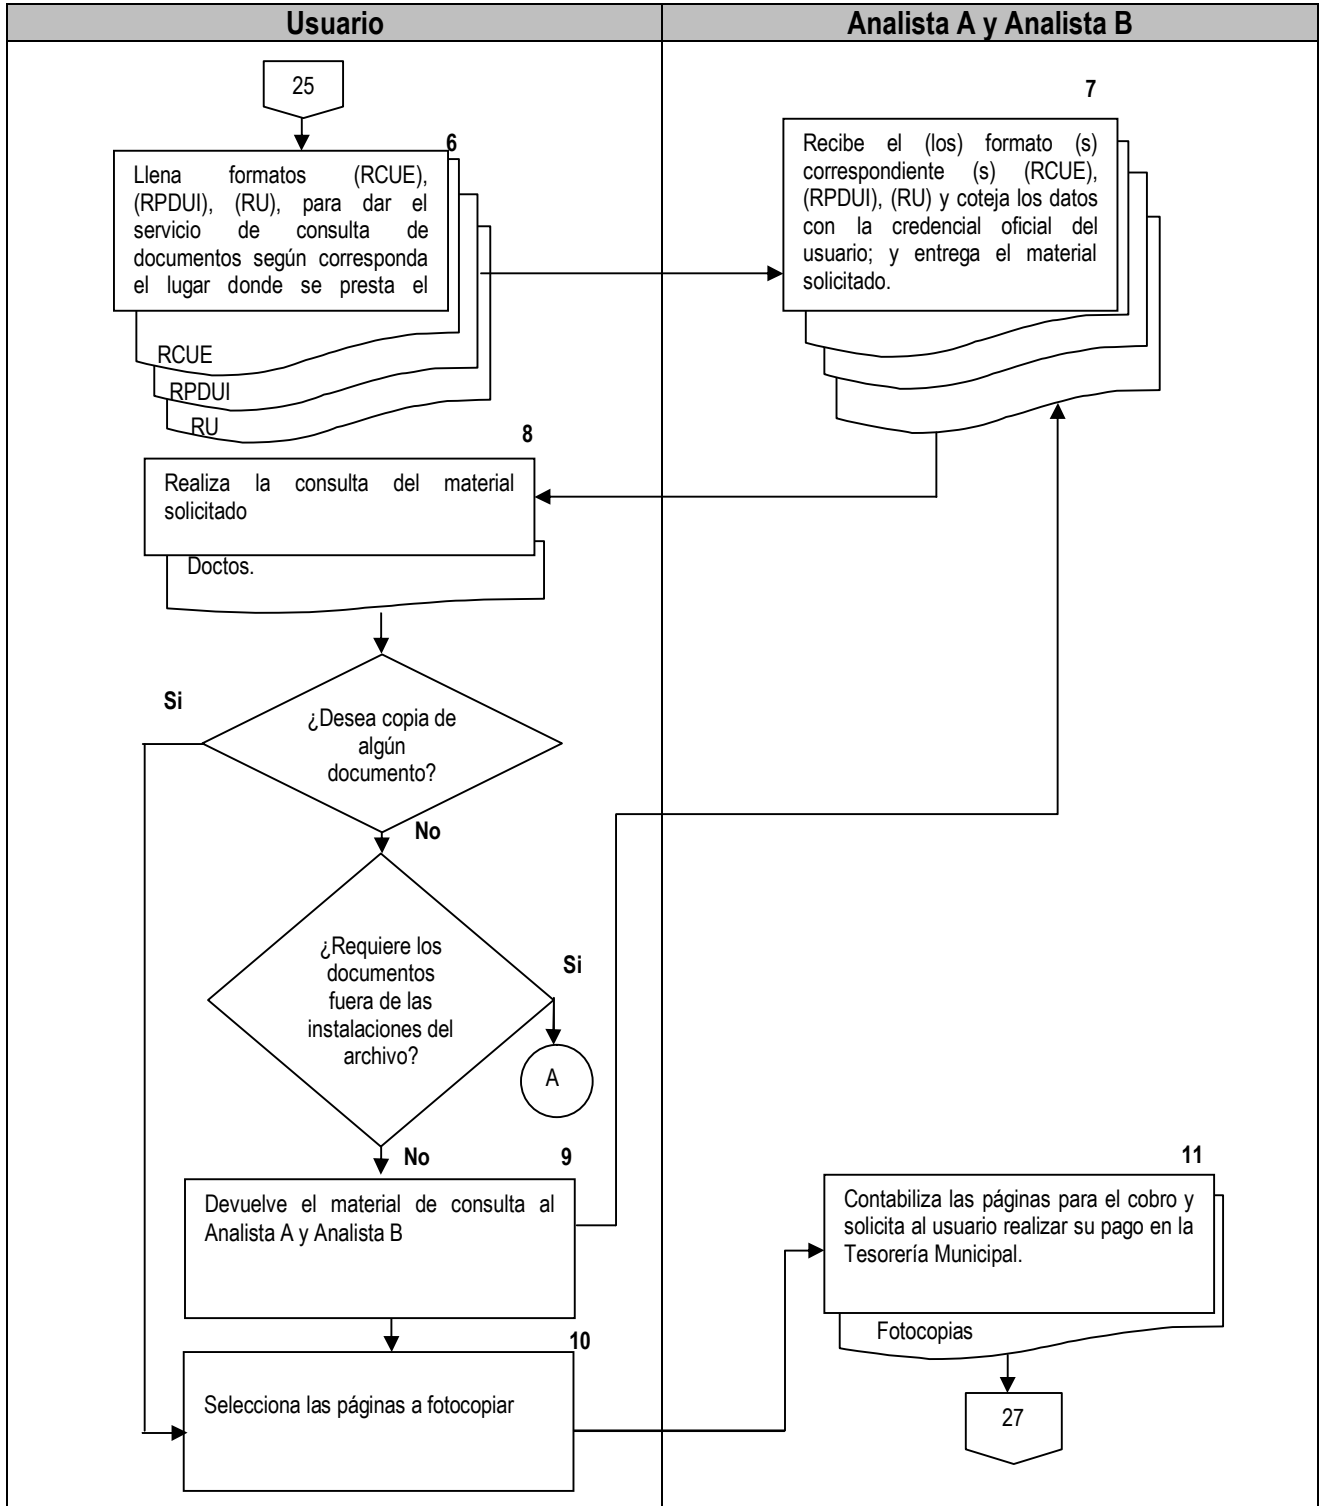 Usuario
Analista A y Analista B
25
6
Llena formatos (RCUE),
(RPDUI), (RU), para dar el
servicio de consulta de
documentos según corresponda
el lugar donde se presta el
RCUE
RPDUI
RU
7
Recibe el (los) formato (s)
correspondiente (s) (RCUE),
(RPDUI), (RU) y coteja los datos
con la credencial oficial del
usuario; y entrega el material
solicitado.
8
Realiza la consulta del material
solicitado
Doctos.
Si
¿Desea copia de
algún
documento?
No
¿Requiere los
documentos
fuera de las
instalaciones del
archivo?
Si
A
No
9
Devuelve el material de consulta al
Analista A y Analista B
10
Selecciona las páginas a fotocopiar
11
Contabiliza las páginas para el cobro y
solicita al usuario realizar su pago en la
Tesorería Municipal.
Fotocopias
27